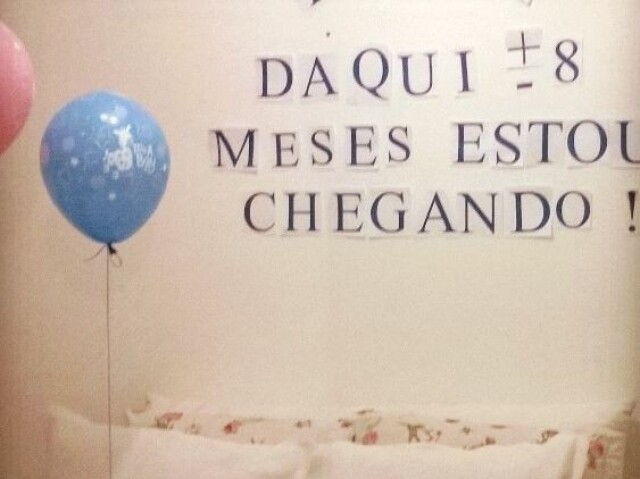 DAQUI ±8
MESES ESTOU
CHEGANDO !